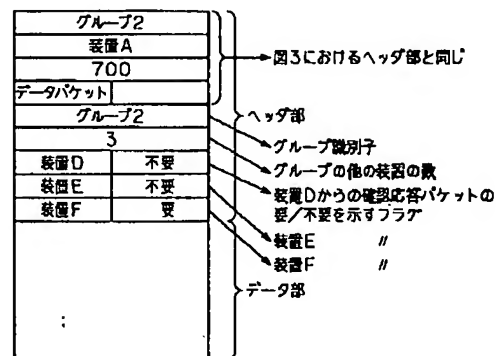 グループ2
装置A
700
データパケット
グループ2
3
装置D 不要
装置E 不要
装置F 要
:
図3におけるヘッダ部と同じ
ヘッダ部
グループ識別子
グループの他の装置の数
装置Dからの確認応答パケットの
要/不要を示すフラグ
装置E 〃
装置F 〃
データ部